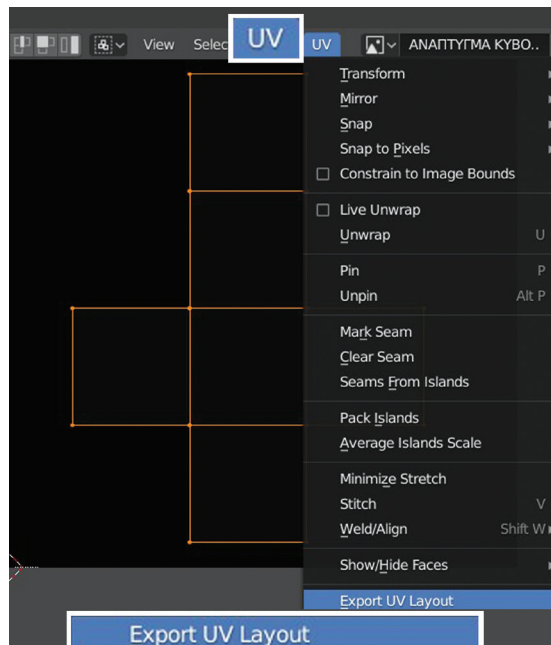 View Selec UV UV ΑΝΑΠΤΥΓΜΑ ΚΥΒΟ..
Transform
Mirror
Snap
Snap to Pixels
Constrain to Image Bounds
Live Unwrap
Unwrap U
Pin P
Unpin Alt P
Mark Seam
Clear Seam
Seams From Islands
Pack Islands
Average Islands Scale
Minimize Stretch
Stitch V
Weld/Align Shift W
Show/Hide Faces
Export UV Layout
Export UV Layout